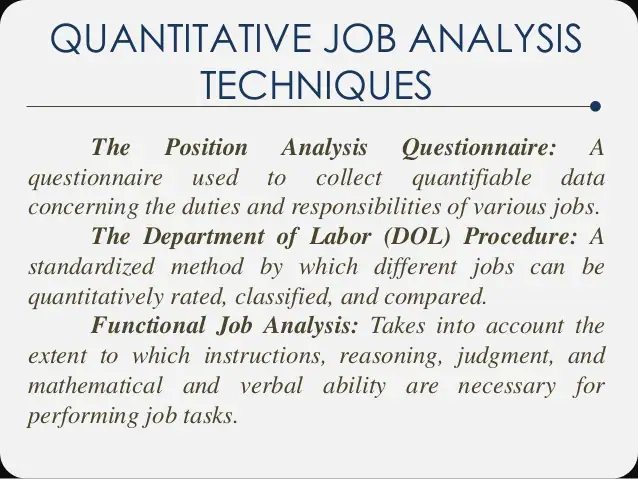 QUANTITATIVE JOB ANALYSIS
TECHNIQUES
The Position Analysis Questionnaire: A
questionnaire used to collect quantifiable data
concerning the duties and responsibilities of various jobs.
The Department of Labor (DOL) Procedure: A
standardized method by which different jobs can be
quantitatively rated, classified, and compared.
Functional Job Analysis: Takes into account the
extent to which instructions, reasoning, judgment, and
mathematical and verbal ability are necessary for
performing job tasks.